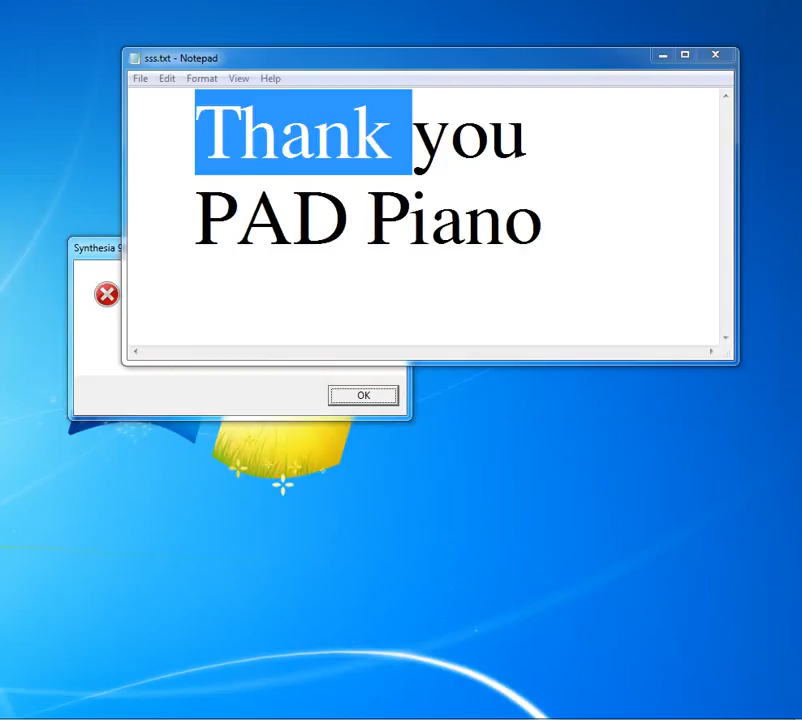 sss.txt - Notepad
File Edit Format View Help
Thank you
PAD Piano
Synthesia
OK